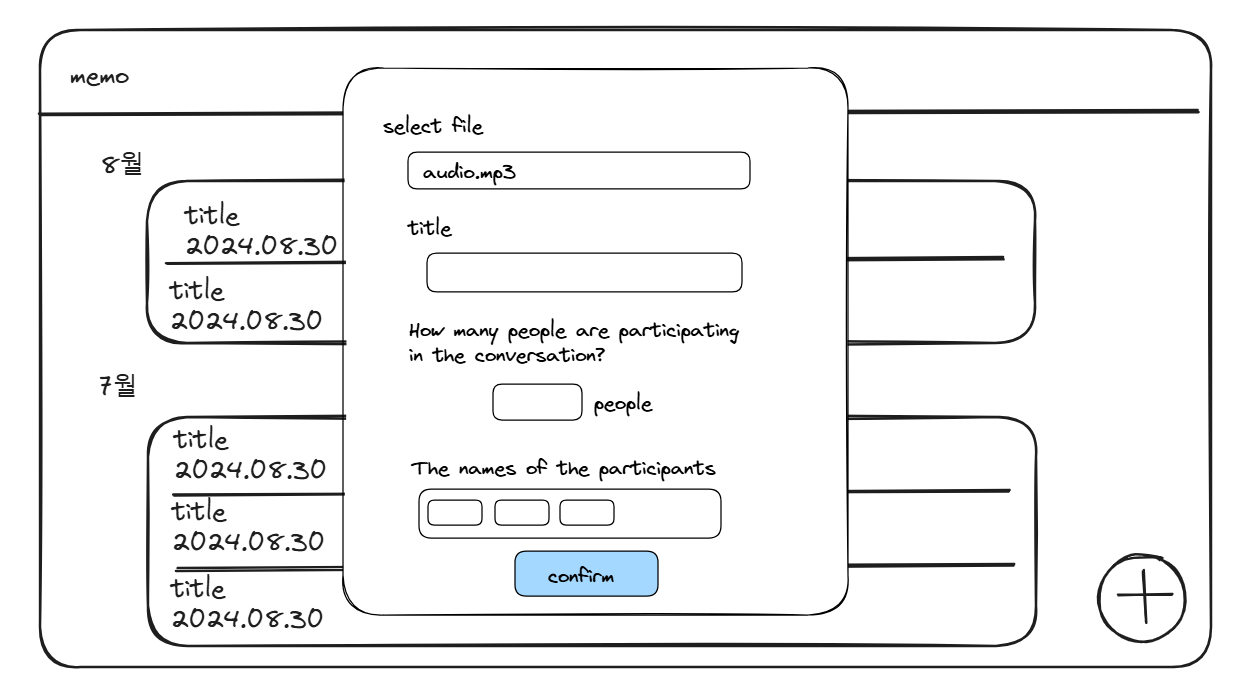 memo
8월
title
2024.08.30
title
2024.08.30
7월
title
2024.08.30
title
2024.08.30
title
2024.08.30
select file
audio.mp3
title
How many people are participating
in the conversation?
people
The names of the participants
confirm